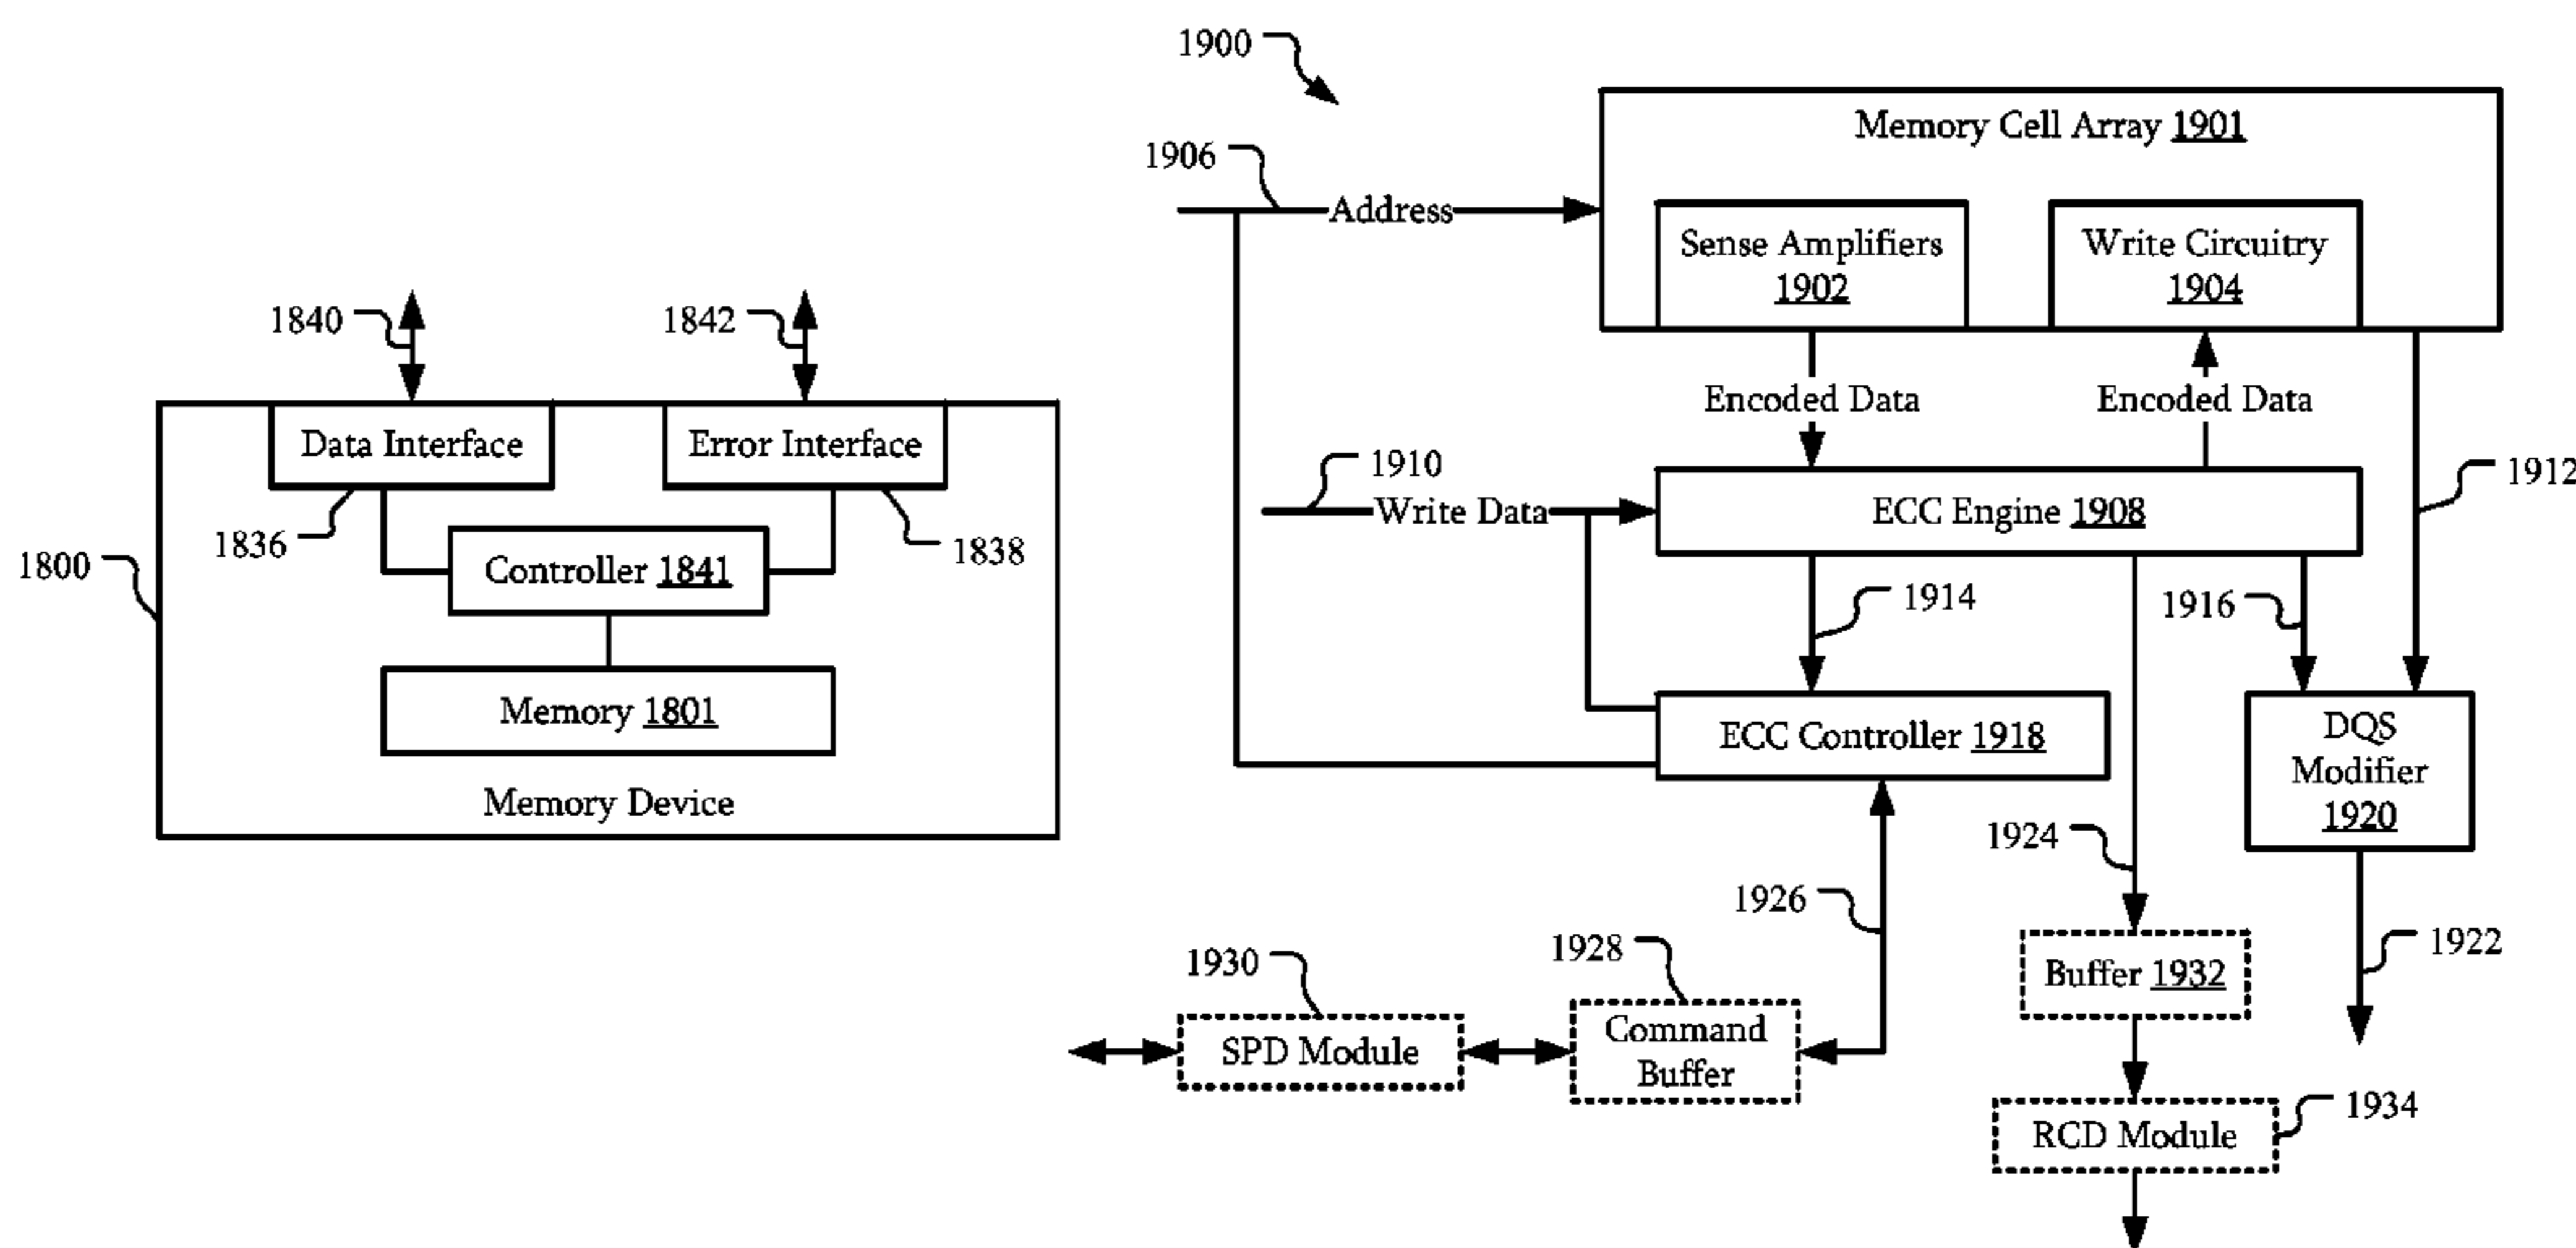 1840
1842
Data Interface
Error Interface
1836
1838
1800
Controller 1841
Memory 1801
Memory Device
1900
1906
Address
Memory Cell Array 1901
Sense Amplifiers
1902
Write Circuitry
1904
Encoded Data
Encoded Data
1910
Write Data
ECC Engine 1908
1912
1914
1916
ECC Controller 1918
DQS
Modifier
1920
1924
1926
1922
1928
1930
Buffer 1932
SPD Module
Command
Buffer
1934
RCD Module